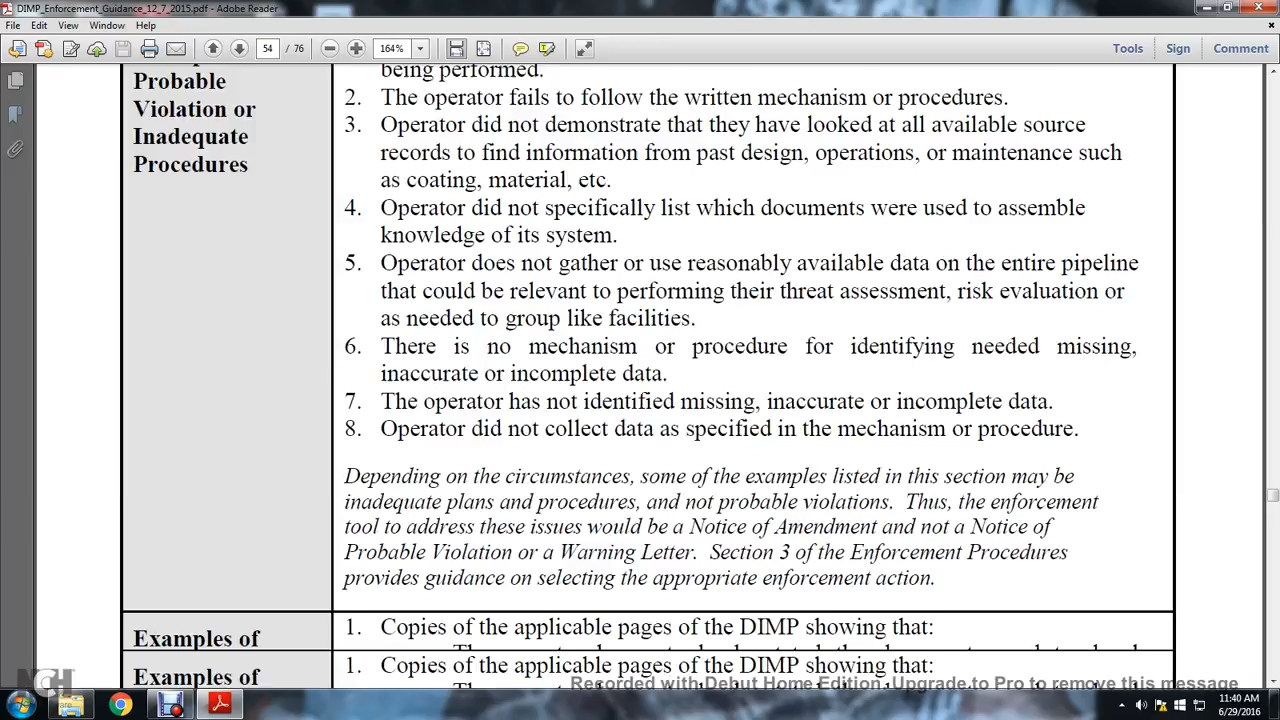 DIMP_Enforcement_Guidance_12_7_2015.pdf - Adobe Reader
File Edit View Window Help
54 / 76 164% Tools Sign Comment
Probable
Violation or
Inadequate
Procedures
being performed.
2. The operator fails to follow the written mechanism or procedures.
3. Operator did not demonstrate that they have looked at all available source
records to find information from past design, operations, or maintenance such
as coating, material, etc.
4. Operator did not specifically list which documents were used to assemble
knowledge of its system.
5. Operator does not gather or use reasonably available data on the entire pipeline
that could be relevant to performing their threat assessment, risk evaluation or
as needed to group like facilities.
6. There is no mechanism or procedure for identifying needed missing,
inaccurate or incomplete data.
7. The operator has not identified missing, inaccurate or incomplete data.
8. Operator did not collect data as specified in the mechanism or procedure.
Depending on the circumstances, some of the examples listed in this section may be
inadequate plans and procedures, and not probable violations. Thus, the enforcement
tool to address these issues would be a Notice of Amendment and not a Notice of
Probable Violation or a Warning Letter. Section 3 of the Enforcement Procedures
provides guidance on selecting the appropriate enforcement action.
Examples of
1. Copies of the applicable pages of the DIMP showing that:
Examples of
1. Copies of the applicable pages of the DIMP showing that:
NCH
Recorded with Debut Home Edition. Upgrade to Pro to remove this message
11:40 AM
6/29/2016